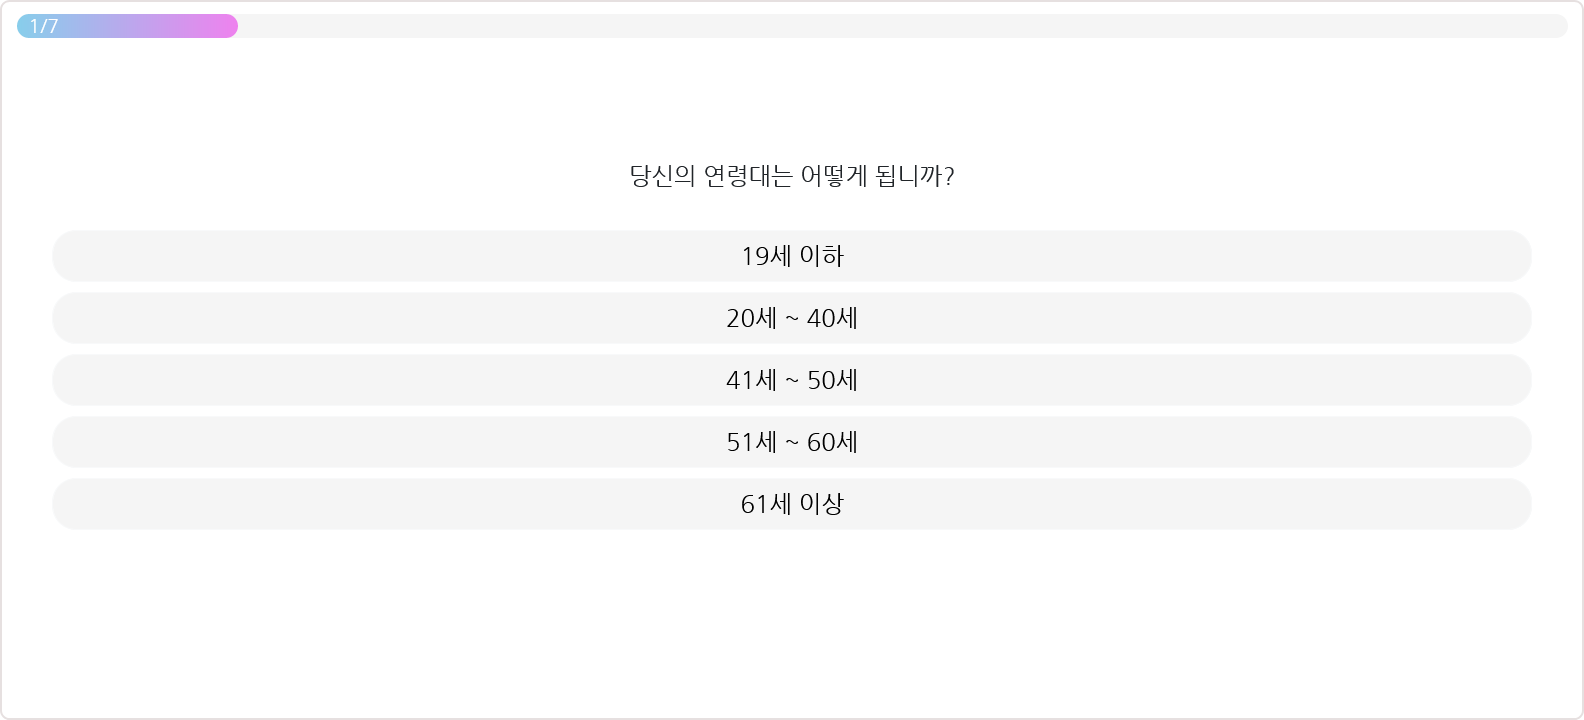 1/7
당신의 연령대는 어떻게 됩니까?
19세 이하
20세 ~ 40세
41세 ~ 50세
51세 ~ 60세
61세 이상